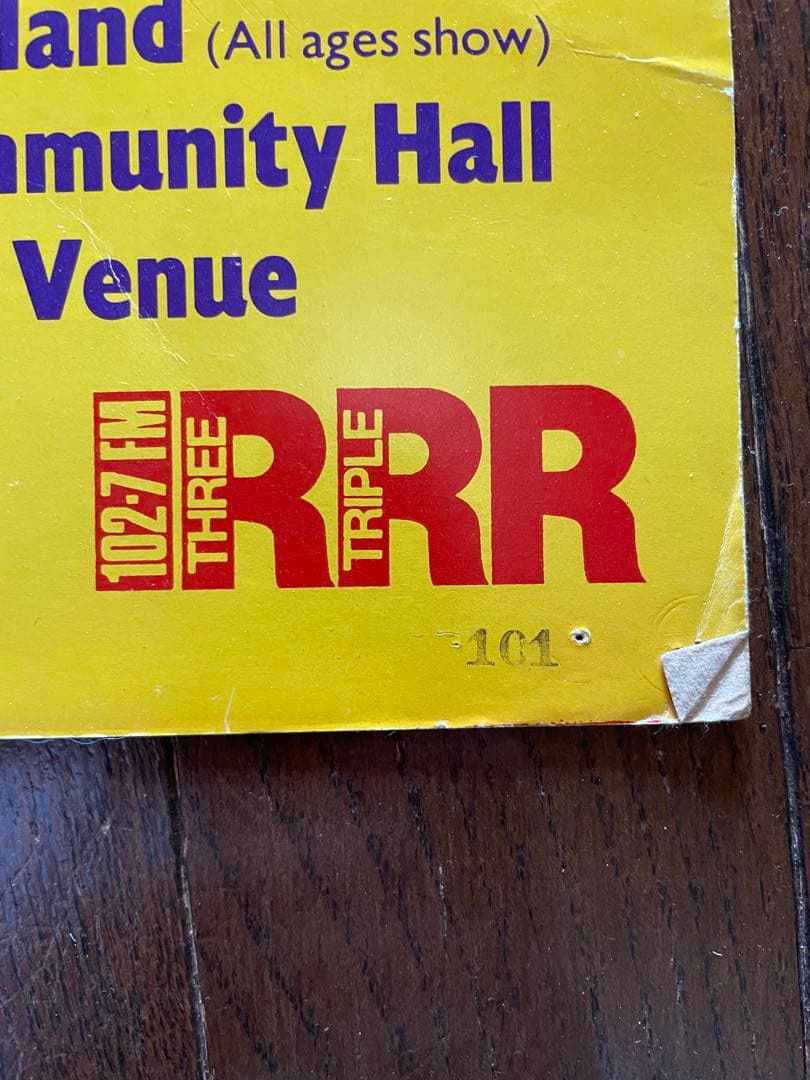 land (All ages show)
mmunity Hall
Venue
102·7 FM THREE TRIPLE RRR
101